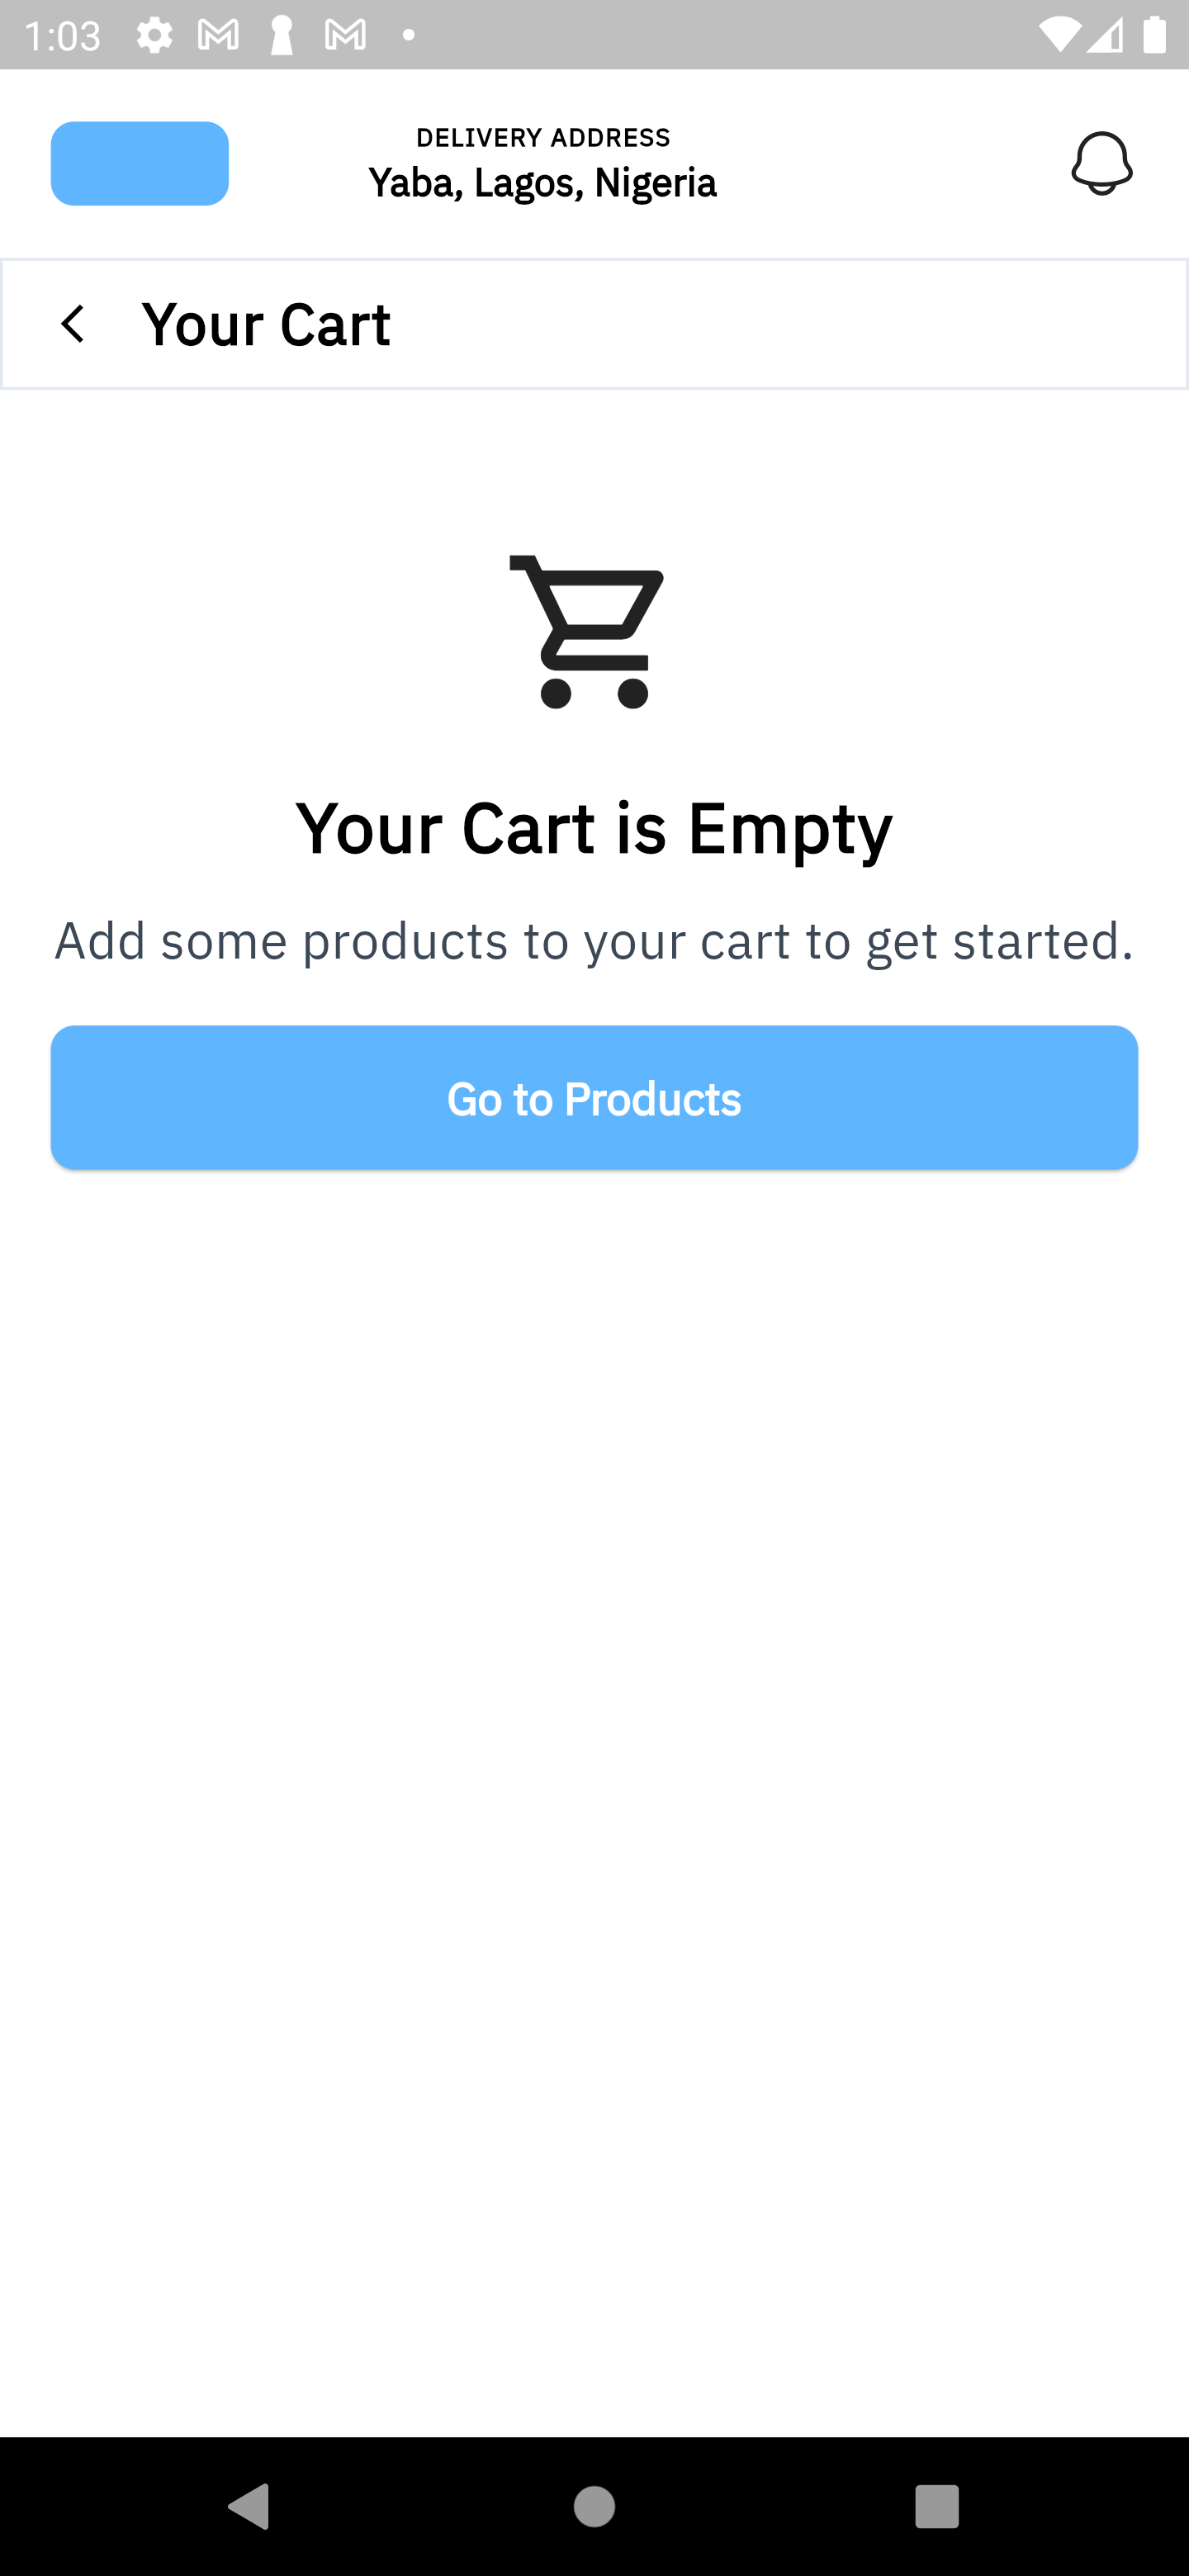 1:03
DELIVERY ADDRESS
Yaba, Lagos, Nigeria
Your Cart
Your Cart is Empty
Add some products to your cart to get started.
Go to Products